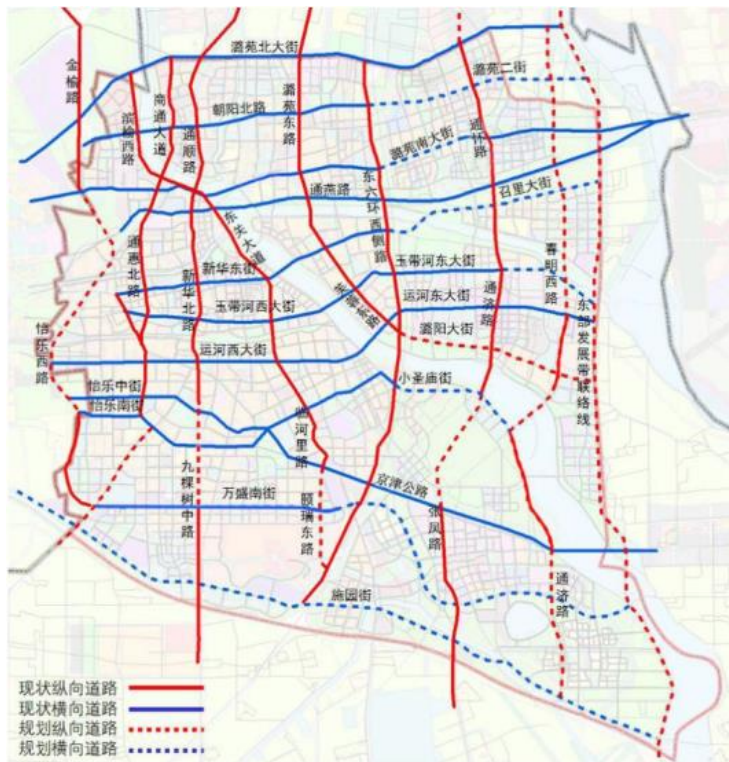 潞苑北大街
金榆路
潞苑二街
潞苑东路
商通大道
朝阳北路
滨榆西路
通顺路
通怀路
潞苑南大街
东六环西侧路
通燕路
召里大街
东关大道
通惠北路
新华东街
新华北路
玉带河东大街
春明西路
芙蓉东路
玉带河西大街
运河东大街
通济路
潞阳大街
东部发展带联络线
怡乐西路
运河西大街
小圣庙街
怡乐中街
怡乐南街
临河里路
九棵树中路
京津公路
万盛南街
颐瑞东路
张凤路
通济路
施园街
现状纵向道路
现状横向道路
规划纵向道路
规划横向道路